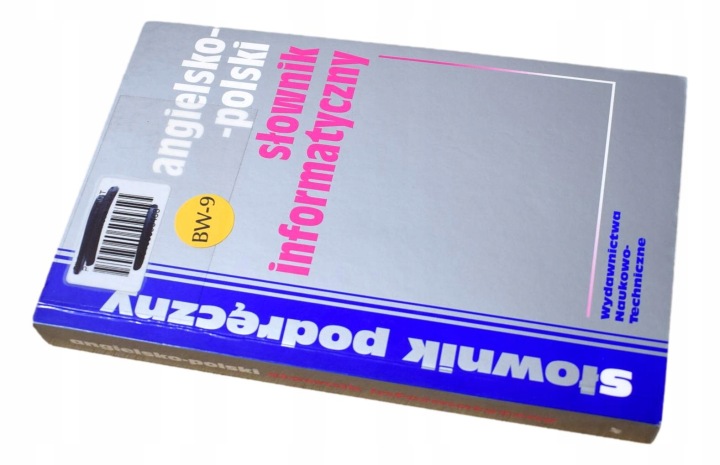 angielsko-
-polski
słownik
informatyczny
BW-9
Wydawnictwa
Naukowo-
Techniczne
słownik podręczny
angielsko-polski